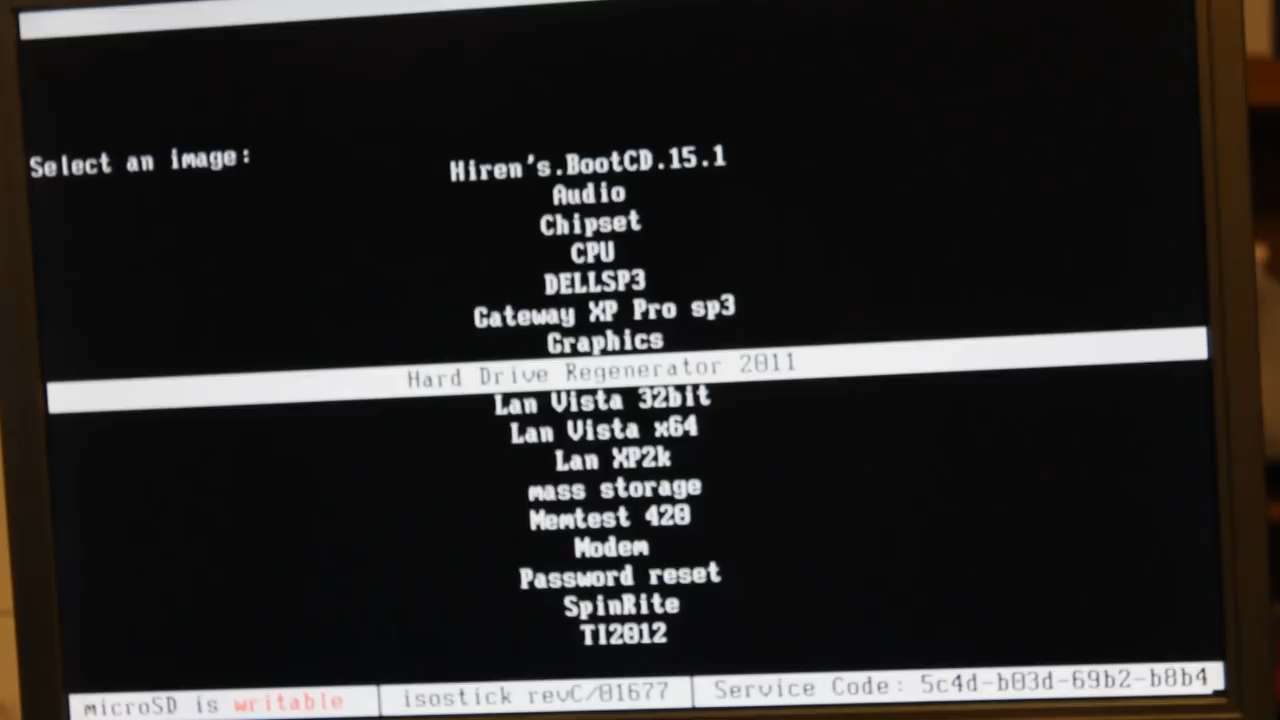 Select an image:
Hiren's.BootCD.15.1
Audio
Chipset
CPU
DELLSP3
Gateway XP Pro sp3
Graphics
Hard Drive Regenerator 2011
Lan Vista 32bit
Lan Vista x64
Lan XP2k
mass storage
Memtest 420
Modem
Password reset
SpinRite
TI2012
microSD is writable
isostick revC/01677
Service Code: 5c4d-b03d-69b2-b8b4